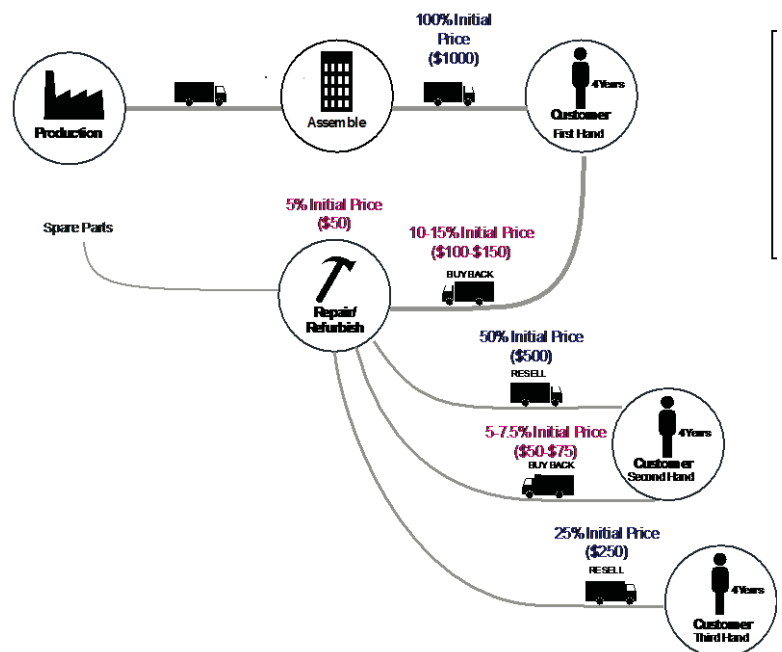 100% Initial
Price
($1000)
Production
Assemble
4 Years
Customer
First Hand
Spare Parts
5% Initial Price
($50)
10-15% Initial Price
($100-$150)
BUY BACK
Repair/
Refurbish
50% Initial Price
($500)
RESELL
5-7.5% Initial Price
($50-$75)
BUY BACK
4 Years
Customer
Second Hand
25% Initial Price
($250)
RESELL
4 Years
Customer
Third Hand